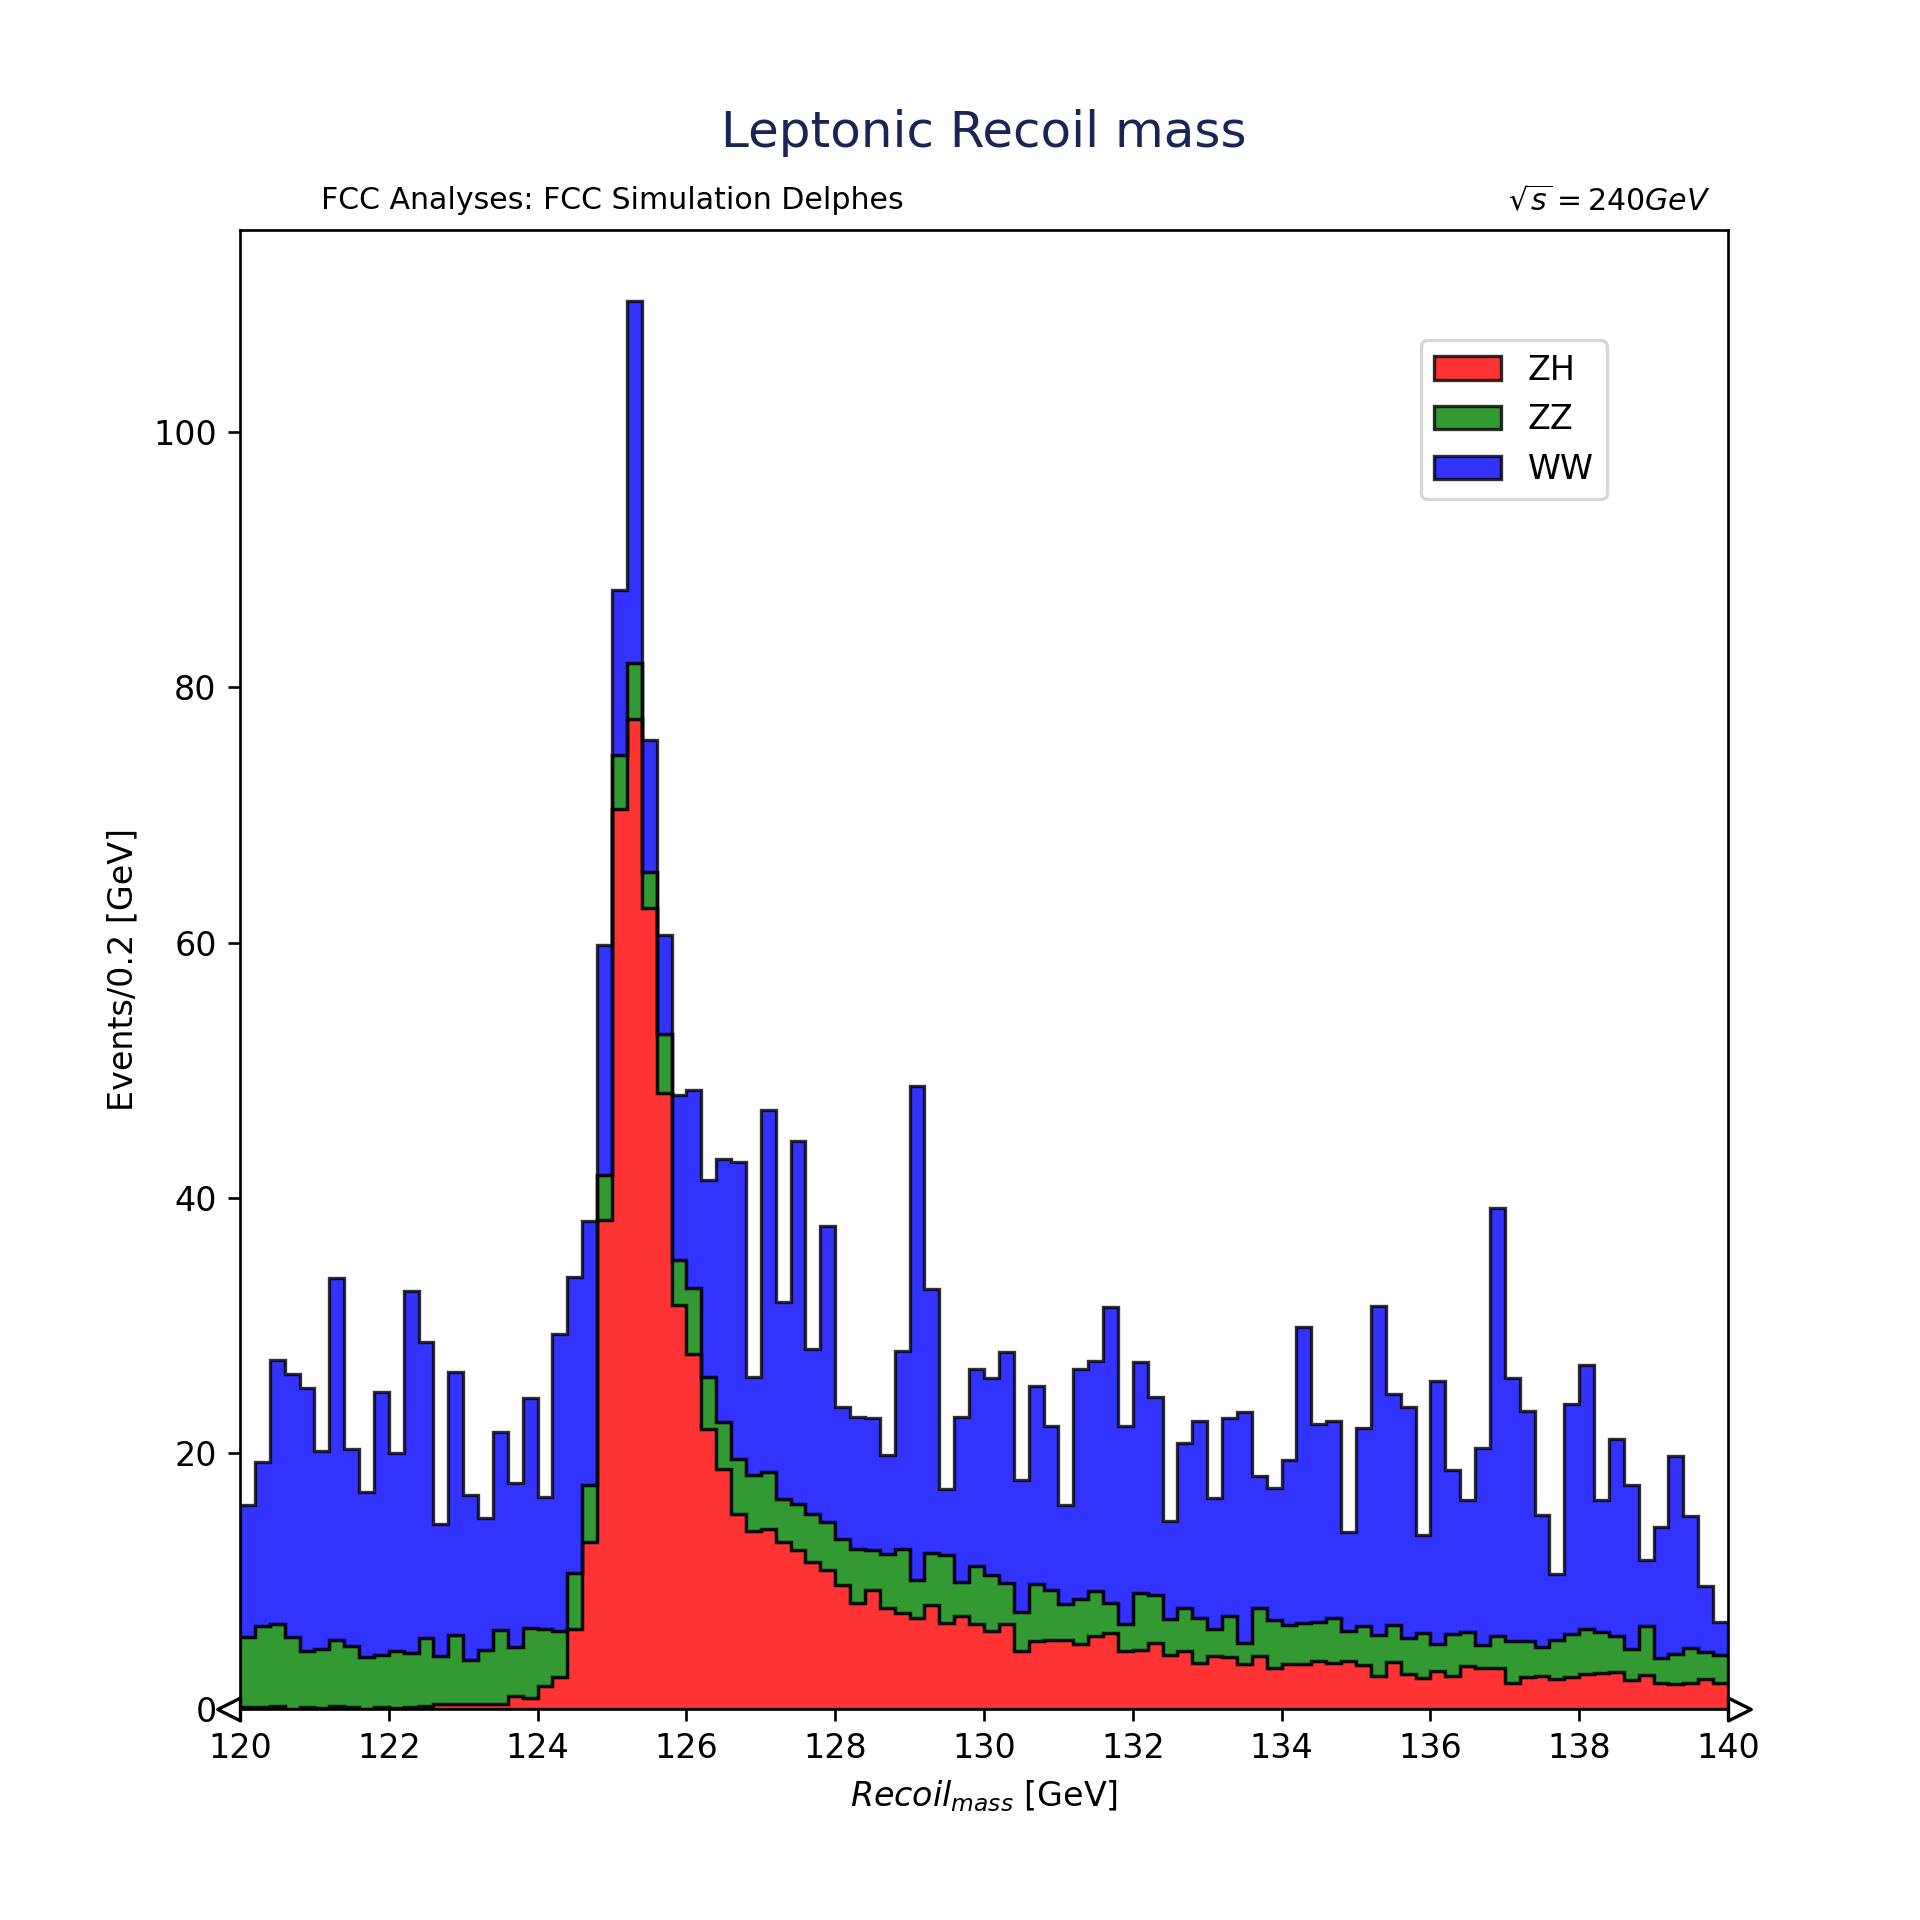 Leptonic Recoil mass
FCC Analyses: FCC Simulation Delphes
√s = 240GeV
ZH
ZZ
WW
Events/0.2 [GeV]
100
80
60
40
20
0
120 122 124 126 128 130 132 134 136 138 140
Recoil_mass [GeV]